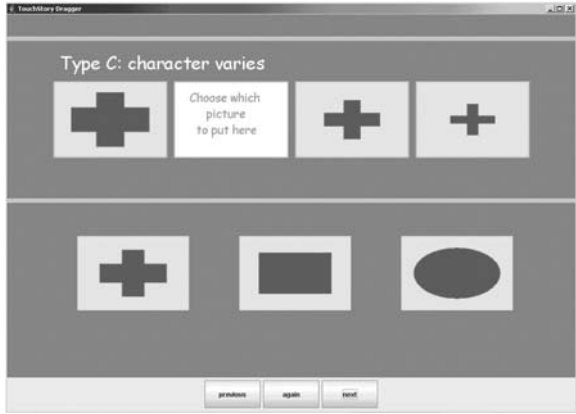 TouchStory Dragger
Type C: character varies
Choose which
picture
to put here
previous
again
next